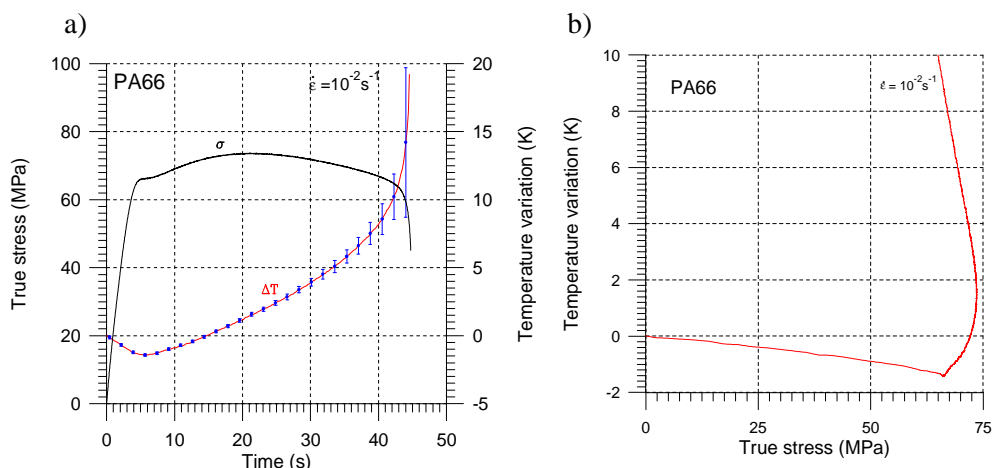 a)
PA66
ε̇ =10⁻²s⁻¹
σ
ΔT
100
80
60
40
20
0
True stress (MPa)
20
15
10
5
0
-5
Temperature variation (K)
0 10 20 30 40 50
Time (s)
b)
PA66
ε̇ =10⁻²s⁻¹
10
8
6
4
2
0
-2
Temperature variation (K)
0 25 50 75
True stress (MPa)